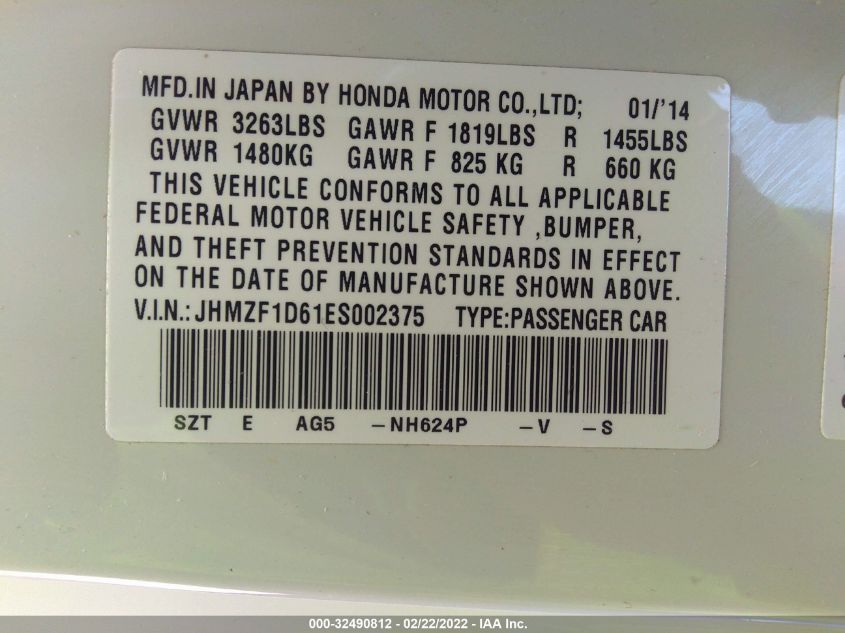 MFD.IN JAPAN BY HONDA MOTOR CO.,LTD; 01/'14
GVWR 3263LBS GAWR F 1819LBS R 1455LBS
GVWR 1480KG GAWR F 825 KG R 660 KG
THIS VEHICLE CONFORMS TO ALL APPLICABLE
FEDERAL MOTOR VEHICLE SAFETY ,BUMPER,
AND THEFT PREVENTION STANDARDS IN EFFECT
ON THE DATE OF MANUFACTURE SHOWN ABOVE.
V.I.N.: JHMZF1D61ES002375 TYPE:PASSENGER CAR
SZT E AG5 -NH624P -V -S
000-32490812 - 02/22/2022 - IAA Inc.